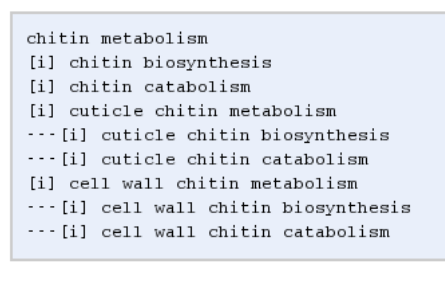 chitin metabolism
[i] chitin biosynthesis
[i] chitin catabolism
[i] cuticle chitin metabolism
---[i] cuticle chitin biosynthesis
---[i] cuticle chitin catabolism
[i] cell wall chitin metabolism
---[i] cell wall chitin biosynthesis
---[i] cell wall chitin catabolism